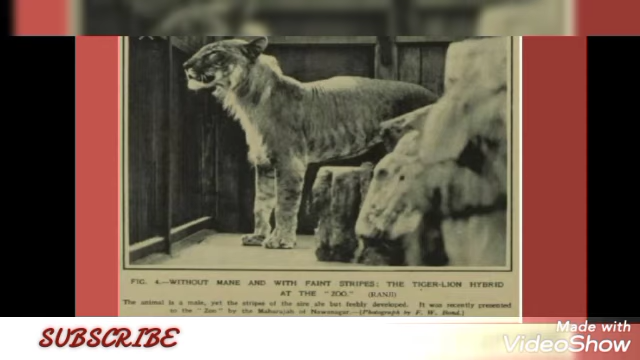 FIG. 4.—WITHOUT MANE AND WITH FAINT STRIPES: THE TIGER-LION HYBRID
AT THE "ZOO." (RANJI)
The animal is a male, yet the stripes of the sire are but feebly developed. It was recently presented
to the "Zoo" by the Maharajah of Nawanagar.—[Photograph by F. W. Bond.]
SUBSCRIBE
Made with
VideoShow